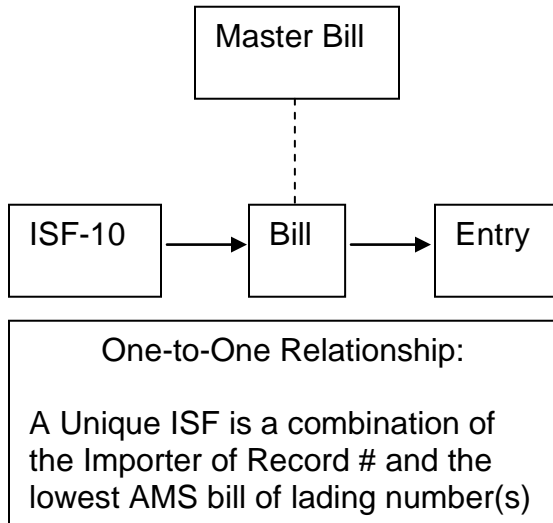 Master Bill
ISF-10
Bill
Entry
One-to-One Relationship:
A Unique ISF is a combination of
the Importer of Record # and the
lowest AMS bill of lading number(s)